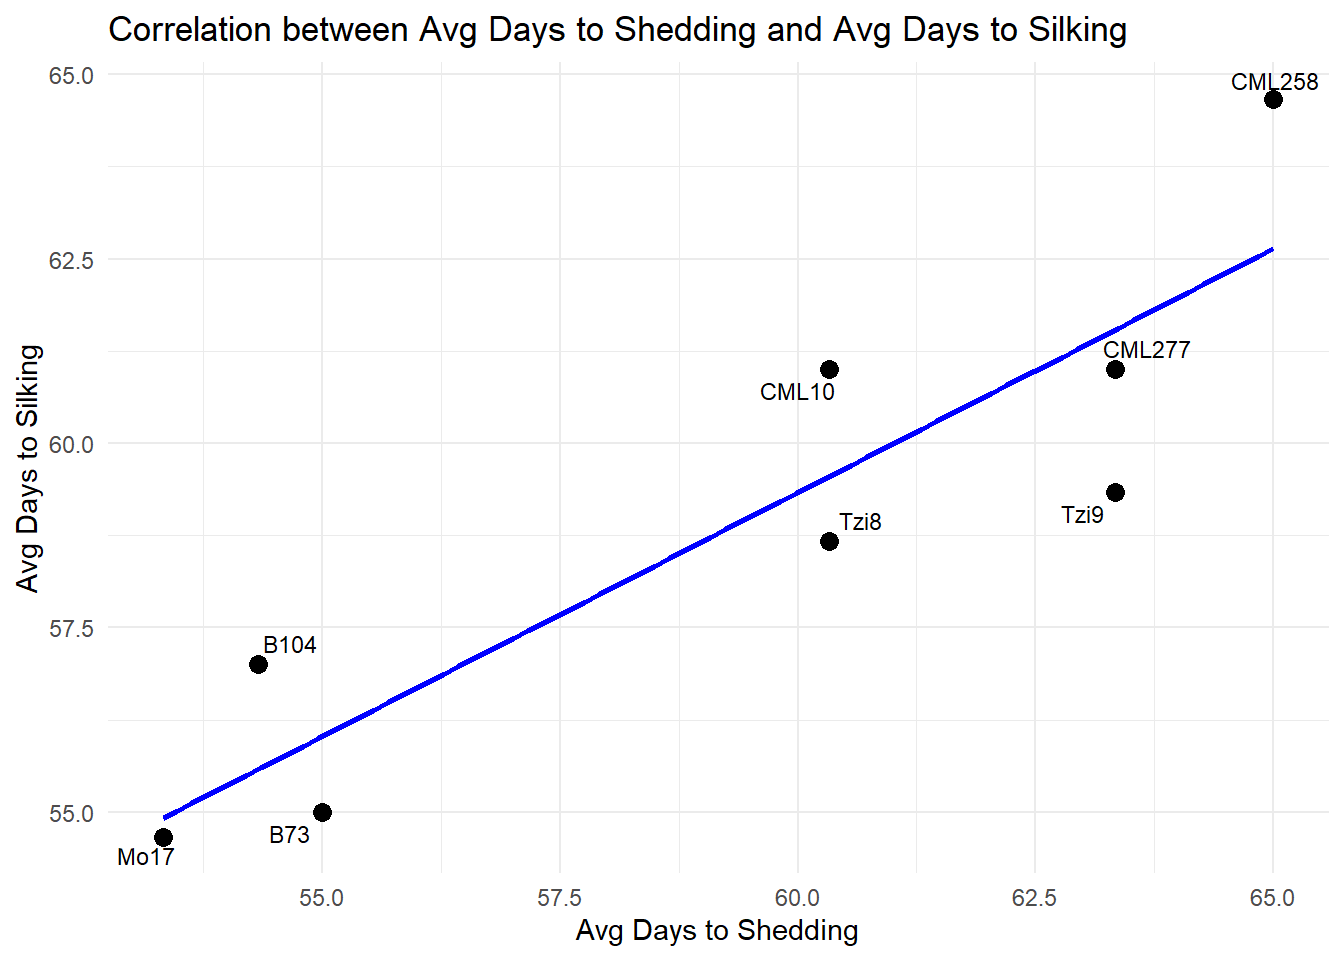 Correlation between Avg Days to Shedding and Avg Days to Silking
65.0
62.5
60.0
57.5
55.0
Avg Days to Silking
CML258
CML277
CML10
Tzi9
Tzi8
B104
B73
Mo17
55.0
57.5
60.0
62.5
65.0
Avg Days to Shedding